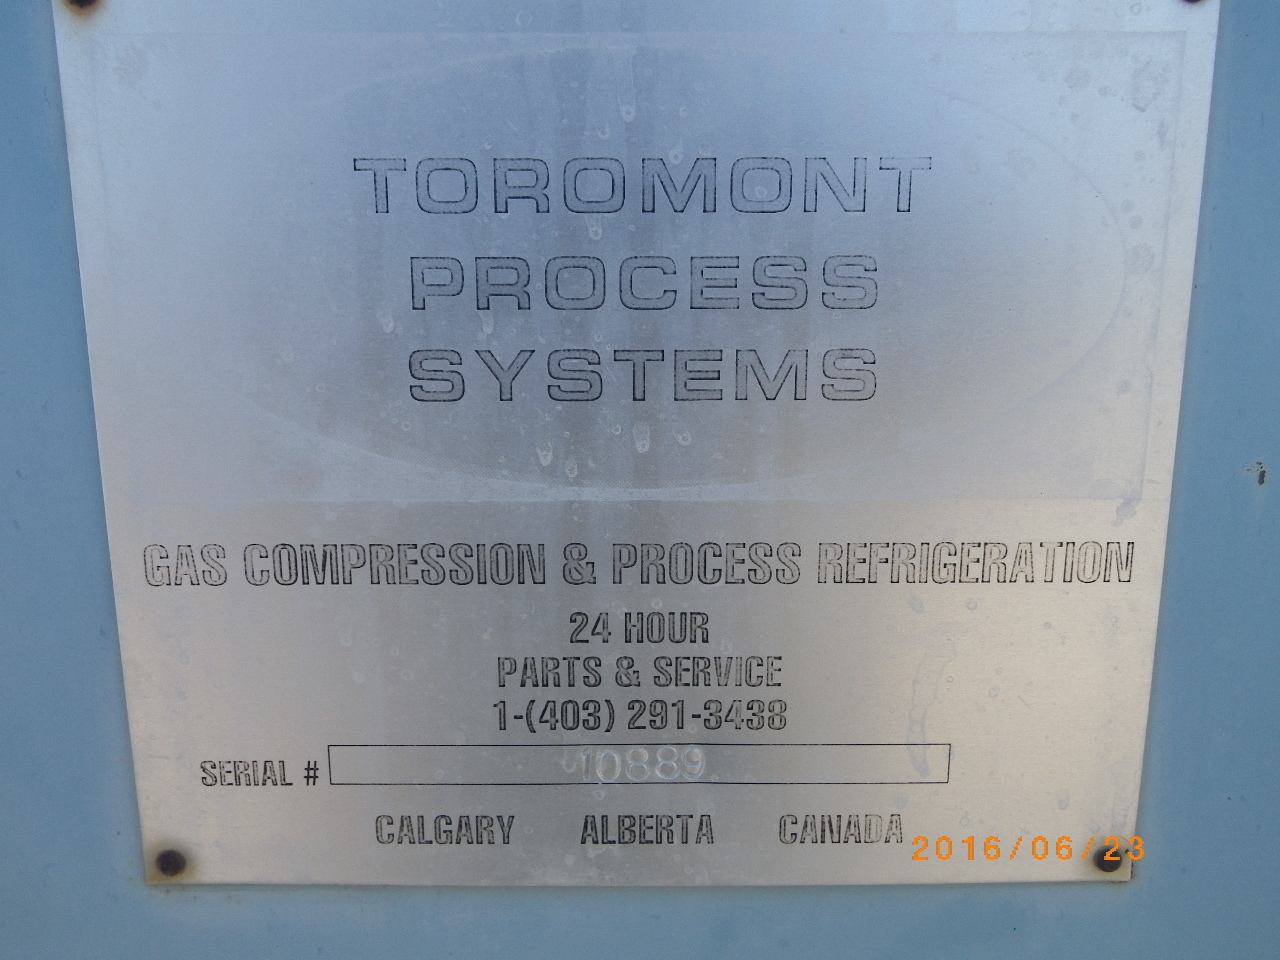 TOROMONT
PROCESS
SYSTEMS
GAS COMPRESSION & PROCESS REFRIGERATION
24 HOUR
PARTS & SERVICE
1-(403) 291-3438
SERIAL # 10889
CALGARY ALBERTA CANADA
2016/06/23